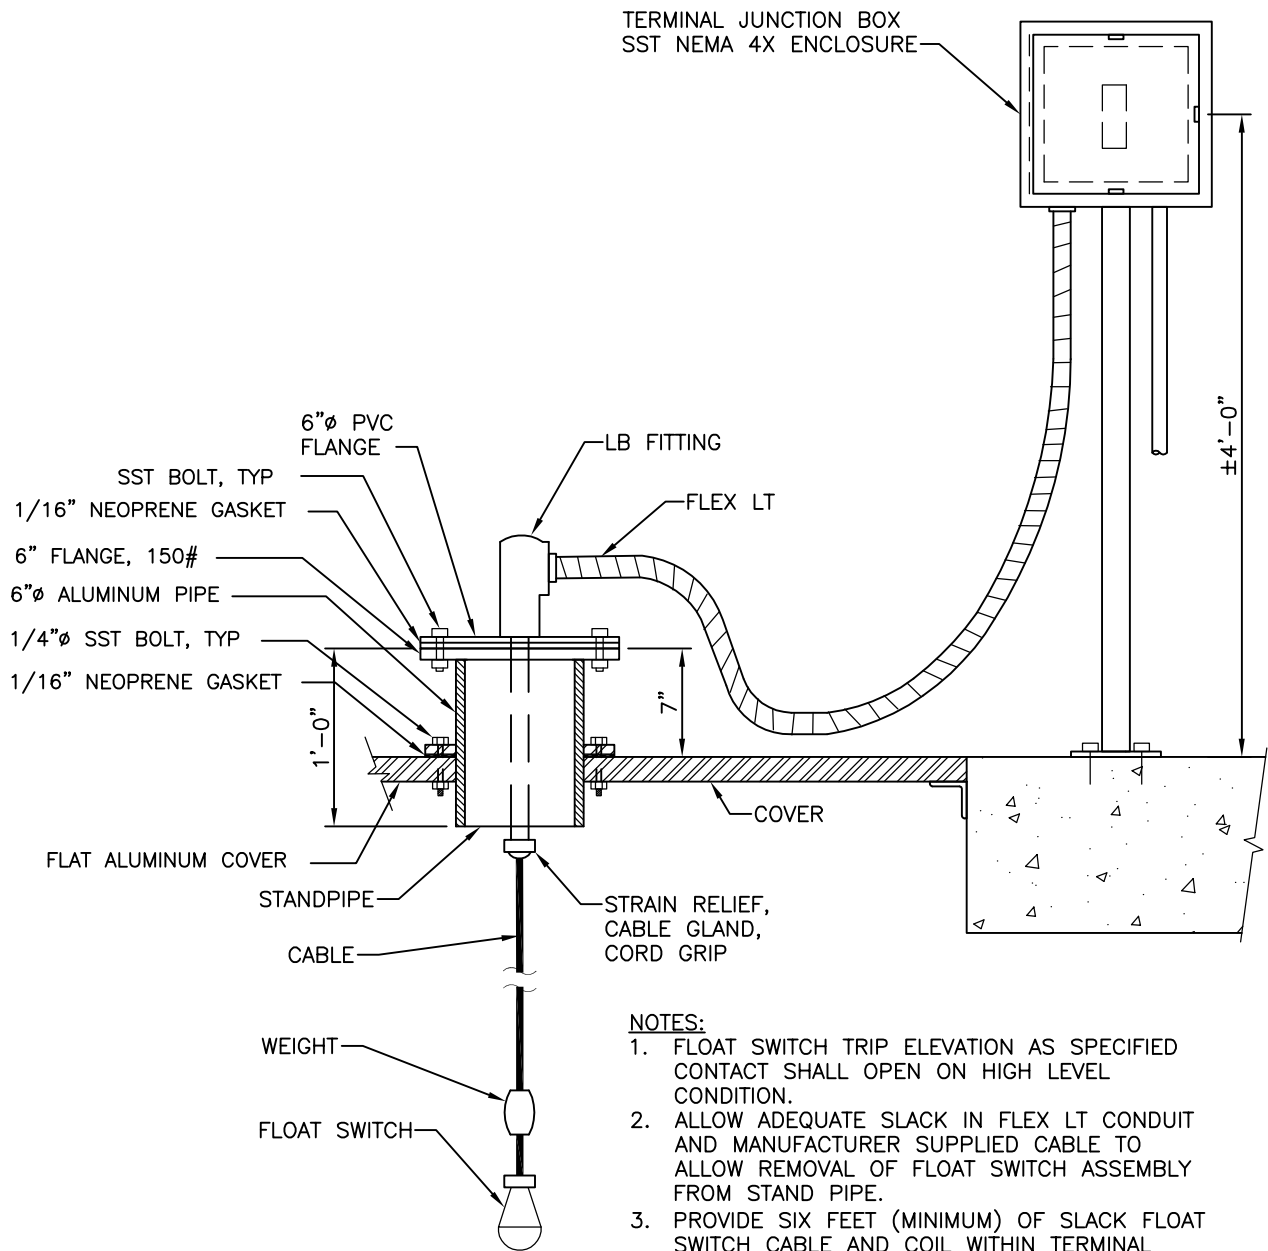 TERMINAL JUNCTION BOX
SST NEMA 4X ENCLOSURE
±4'-0"
6"ø PVC
FLANGE
LB FITTING
SST BOLT, TYP
FLEX LT
1/16" NEOPRENE GASKET
6" FLANGE, 150#
6"ø ALUMINUM PIPE
1/4"ø SST BOLT, TYP
1/16" NEOPRENE GASKET
1'-0"
7"
COVER
FLAT ALUMINUM COVER
STANDPIPE
STRAIN RELIEF,
CABLE GLAND,
CORD GRIP
CABLE
WEIGHT
FLOAT SWITCH
NOTES:
1. FLOAT SWITCH TRIP ELEVATION AS SPECIFIED
CONTACT SHALL OPEN ON HIGH LEVEL
CONDITION.
2. ALLOW ADEQUATE SLACK IN FLEX LT CONDUIT
AND MANUFACTURER SUPPLIED CABLE TO
ALLOW REMOVAL OF FLOAT SWITCH ASSEMBLY
FROM STAND PIPE.
3. PROVIDE SIX FEET (MINIMUM) OF SLACK FLOAT
SWITCH CABLE AND COIL WITHIN TERMINAL